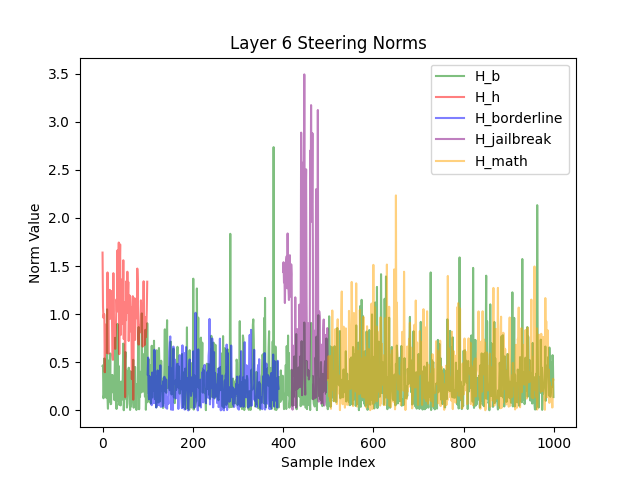 Layer 6 Steering Norms
H_b
H_h
H_borderline
H_jailbreak
H_math
Norm Value
3.5
3.0
2.5
2.0
1.5
1.0
0.5
0.0
0
200
400
600
800
1000
Sample Index